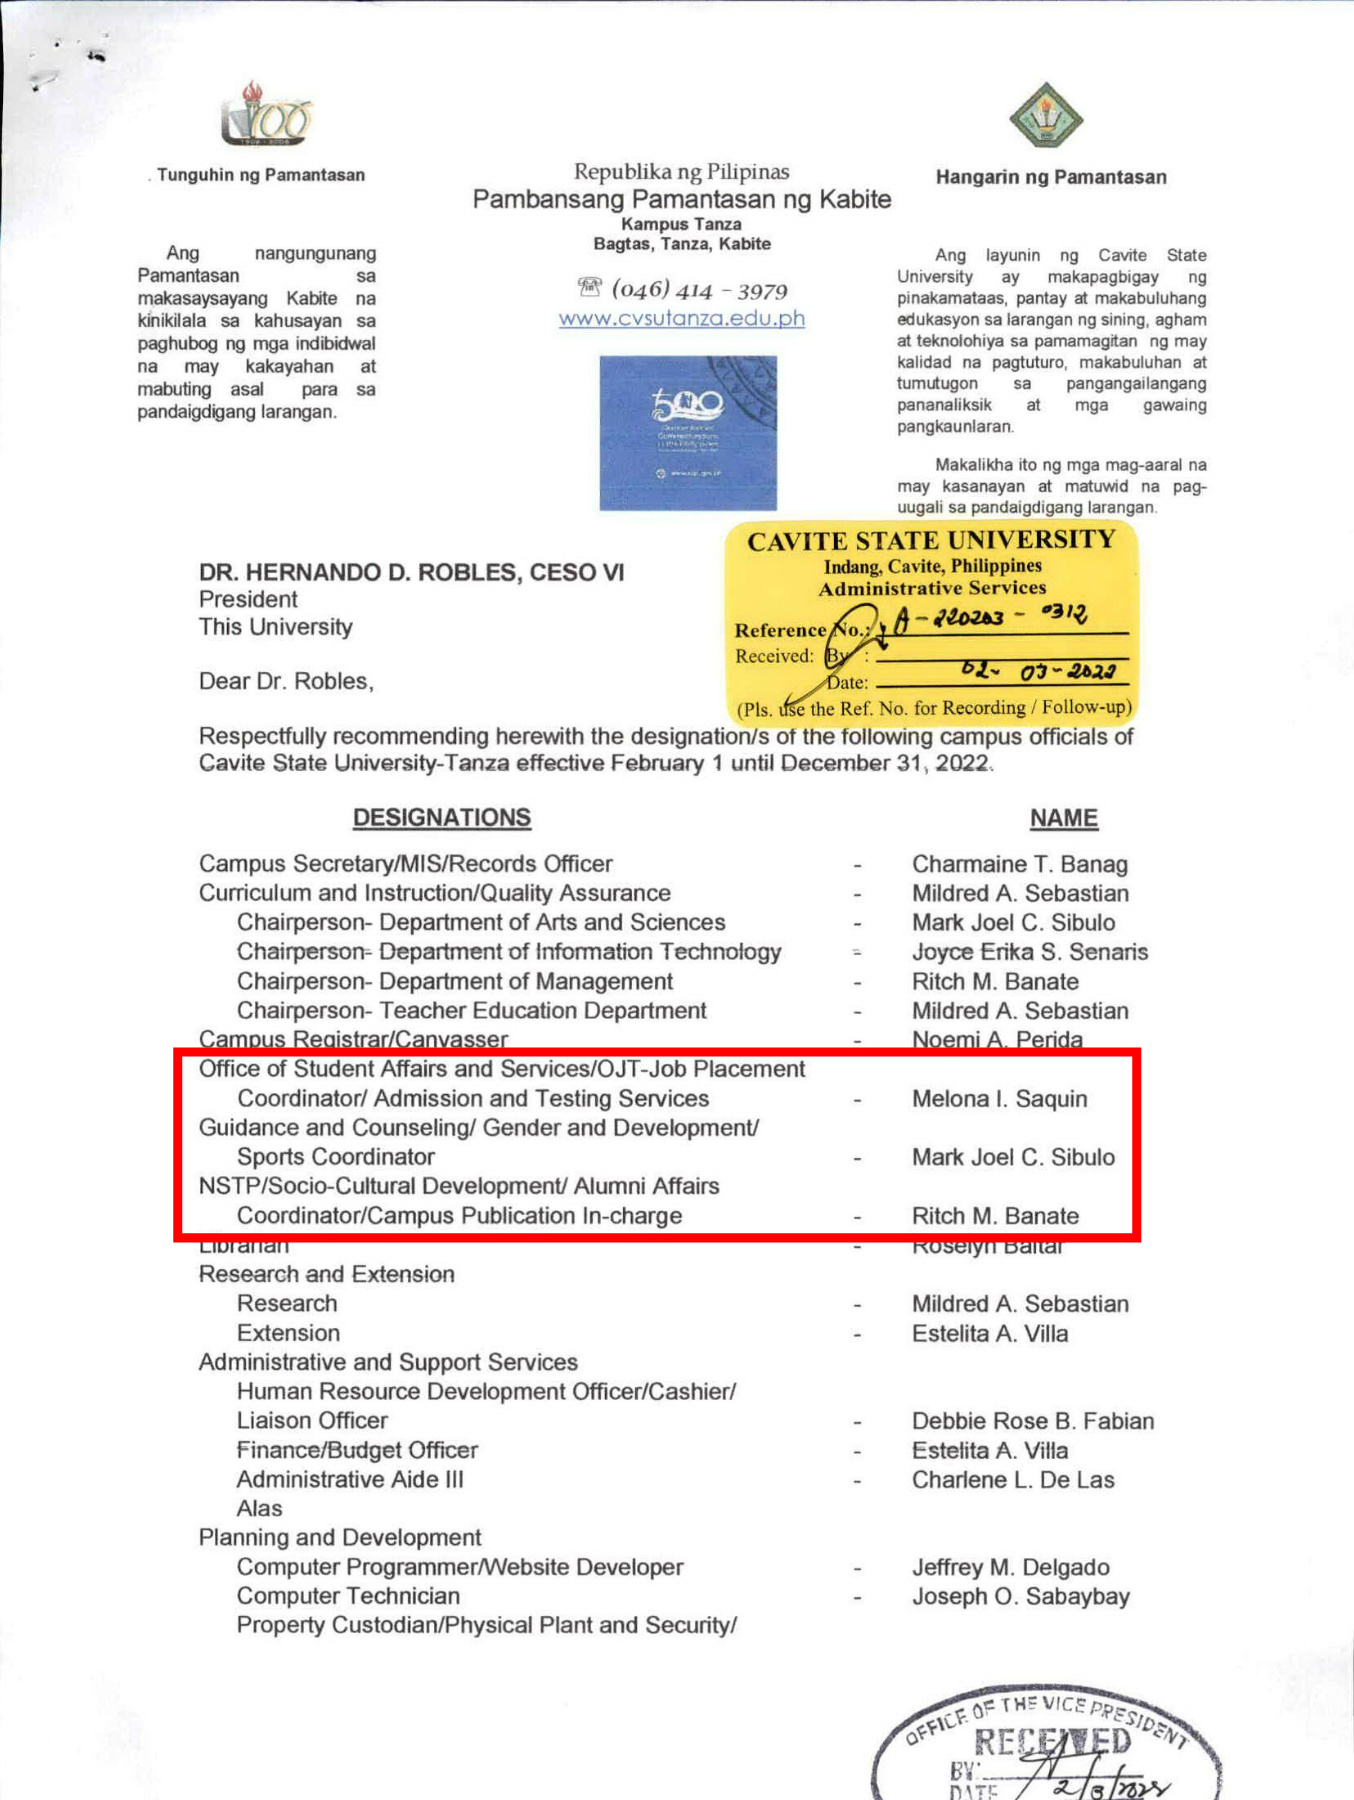 Tunguhin ng Pamantasan
Ang nangungunang
Pamantasan sa
makasaysayang Kabite na
kinikilala sa kahusayan sa
paghubog ng mga indibidwal
na may kakayahan at
mabuting asal para sa
pandaigdigang larangan.
Republika ng Pilipinas
Pambansang Pamantasan ng Kabite
Kampus Tanza
Bagtas, Tanza, Kabite
☏ (046) 414 – 3979
www.cvsutanza.edu.ph
500
Hangarin ng Pamantasan
Ang layunin ng Cavite State
University ay makapagbigay ng
pinakamataas, pantay at makabuluhang
edukasyon sa larangan ng sining, agham
at teknolohiya sa pamamagitan ng may
kalidad na pagtuturo, makabuluhan at
tumutugon sa pangangailangang
pananaliksik at mga gawaing
pangkaunlaran.
Makalikha ito ng mga mag-aaral na
may kasanayan at matuwid na pag-
uugali sa pandaigdigang larangan.
CAVITE STATE UNIVERSITY
Indang, Cavite, Philippines
Administrative Services
Reference No.: A-220203-0312
Received: By :
Date: 02-03-2022
(Pls. use the Ref. No. for Recording / Follow-up)
DR. HERNANDO D. ROBLES, CESO VI
President
This University
Dear Dr. Robles,
Respectfully recommending herewith the designation/s of the following campus officials of
Cavite State University-Tanza effective February 1 until December 31, 2022.
DESIGNATIONS NAME
Campus Secretary/MIS/Records Officer - Charmaine T. Banag
Curriculum and Instruction/Quality Assurance - Mildred A. Sebastian
Chairperson- Department of Arts and Sciences - Mark Joel C. Sibulo
Chairperson- Department of Information Technology - Joyce Erika S. Senaris
Chairperson- Department of Management - Ritch M. Banate
Chairperson- Teacher Education Department - Mildred A. Sebastian
Campus Registrar/Canvasser - Noemi A. Perida
Office of Student Affairs and Services/OJT-Job Placement
Coordinator/ Admission and Testing Services - Melona I. Saquin
Guidance and Counseling/ Gender and Development/
Sports Coordinator - Mark Joel C. Sibulo
NSTP/Socio-Cultural Development/ Alumni Affairs
Coordinator/Campus Publication In-charge - Ritch M. Banate
Librarian - Roselyn Baltar
Research and Extension
Research - Mildred A. Sebastian
Extension - Estelita A. Villa
Administrative and Support Services
Human Resource Development Officer/Cashier/
Liaison Officer - Debbie Rose B. Fabian
Finance/Budget Officer - Estelita A. Villa
Administrative Aide III - Charlene L. De Las
Alas
Planning and Development
Computer Programmer/Website Developer - Jeffrey M. Delgado
Computer Technician - Joseph O. Sabaybay
Property Custodian/Physical Plant and Security/
OFFICE OF THE VICE PRESIDENT
RECEIVED
BY:
DATE 2/3/2022